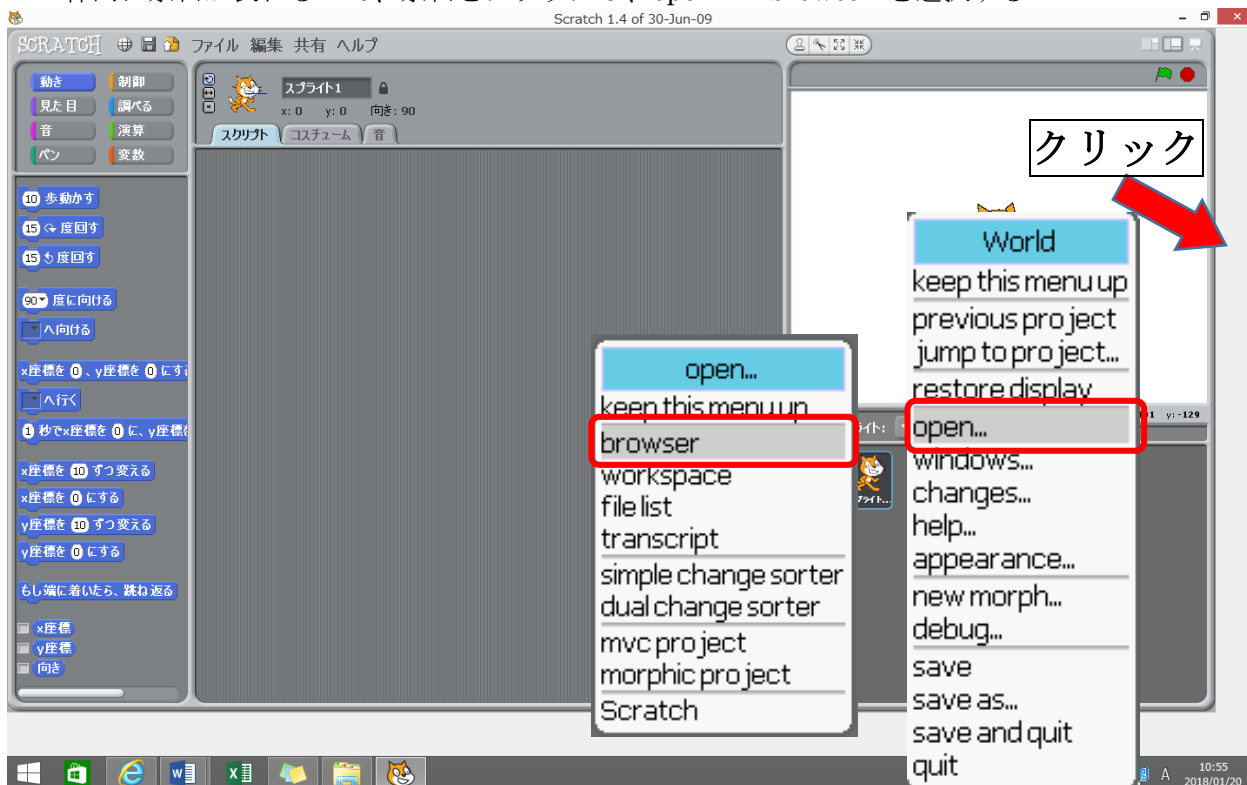 Scratch 1.4 of 30-Jun-09
SCRATCH ファイル 編集 共有 ヘルプ
動き 制御
見た目 調べる
音 演算
ペン 変数
スプライト1
x: 0 y: 0 向き: 90
スクリプト コスチューム 音
10 歩動かす
15 度回す
15 度回す
90 度に向ける
へ向ける
x座標を 0 、y座標を 0 にする
へ行く
1 秒でx座標を 0 に、y座標を
x座標を 10 ずつ変える
x座標を 0 にする
y座標を 10 ずつ変える
y座標を 0 にする
もし端に着いたら、跳ね返る
x座標
y座標
向き
クリック
open...
keep this menu up
browser
workspace
file list
transcript
simple change sorter
dual change sorter
mvc project
morphic project
Scratch
World
keep this menu up
previous project
jump to project...
restore display
open...
windows...
changes...
help...
appearance...
new morph...
debug...
save
save as...
save and quit
quit
y: -129
A 10:55
2018/01/20